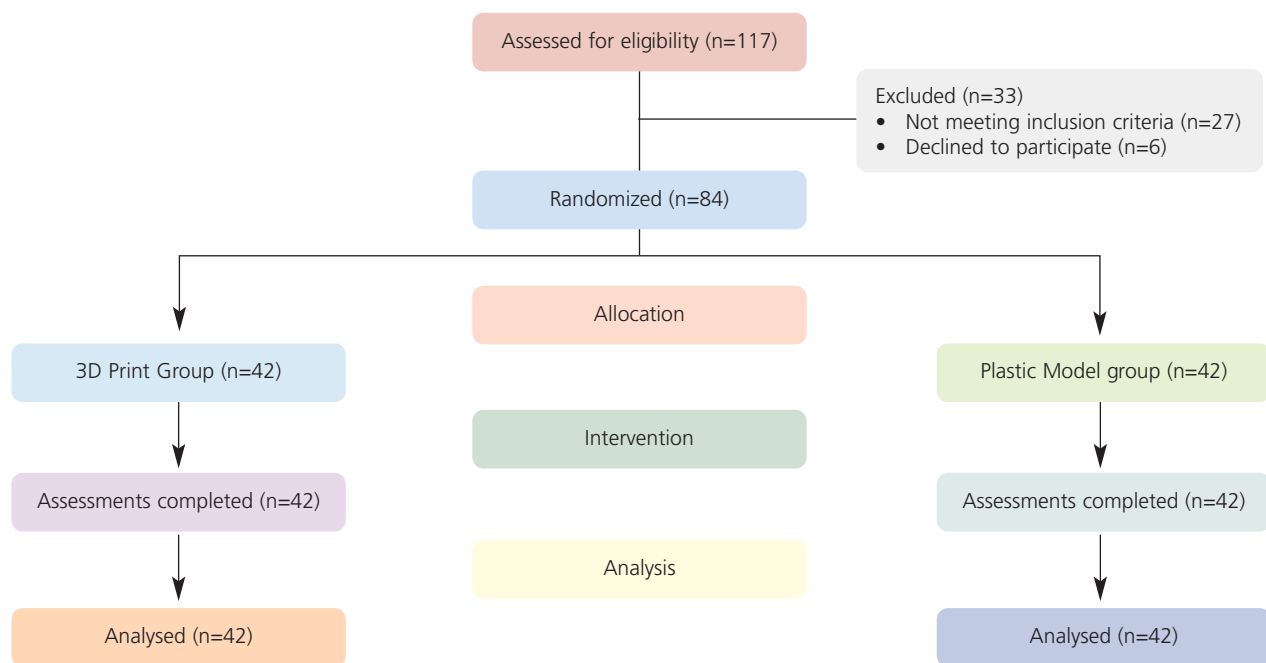 Assessed for eligibility (n=117)
Excluded (n=33)
• Not meeting inclusion criteria (n=27)
• Declined to participate (n=6)
Randomized (n=84)
Allocation
3D Print Group (n=42)
Plastic Model group (n=42)
Intervention
Assessments completed (n=42)
Assessments completed (n=42)
Analysis
Analysed (n=42)
Analysed (n=42)